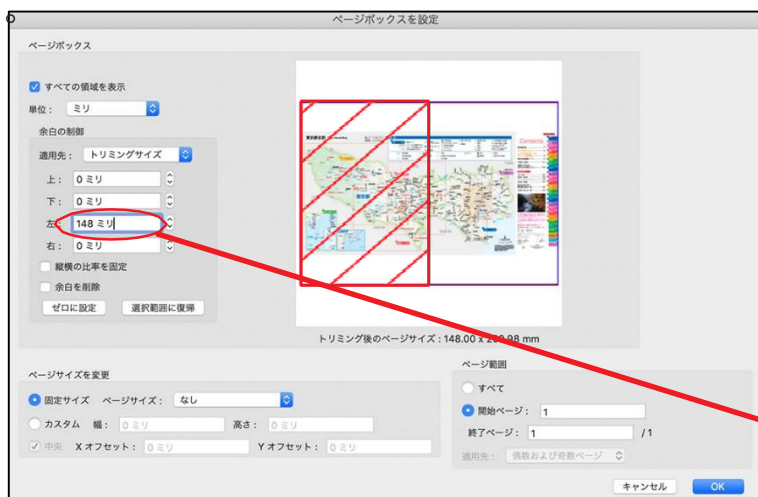 ページボックスを設定
ページボックス
すべての領域を表示
単位： ミリ
余白の制御
適用先： トリミングサイズ
上： 0 ミリ
下： 0 ミリ
左： 148 ミリ
右： 0 ミリ
縦横の比率を固定
余白を削除
ゼロに設定 選択範囲に復帰
Contents
トリミング後のページサイズ : 148.00 x mm
ページサイズを変更
固定サイズ ページサイズ： なし
カスタム 幅： 0 ミリ 高さ： 0 ミリ
中央 X オフセット： 0 ミリ Y オフセット： 0 ミリ
ページ範囲
すべて
開始ページ： 1
終了ページ： 1 /1
適用先： 偶数および奇数ページ
キャンセル OK